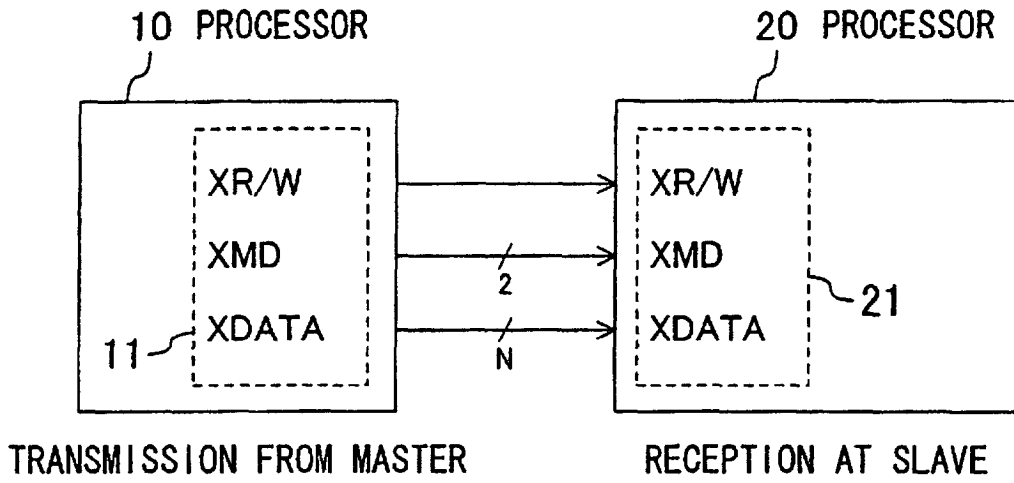 10 PROCESSOR
20 PROCESSOR
XR/W
XR/W
XMD
XMD
2
21
XDATA
XDATA
11
N
TRANSMISSION FROM MASTER
RECEPTION AT SLAVE